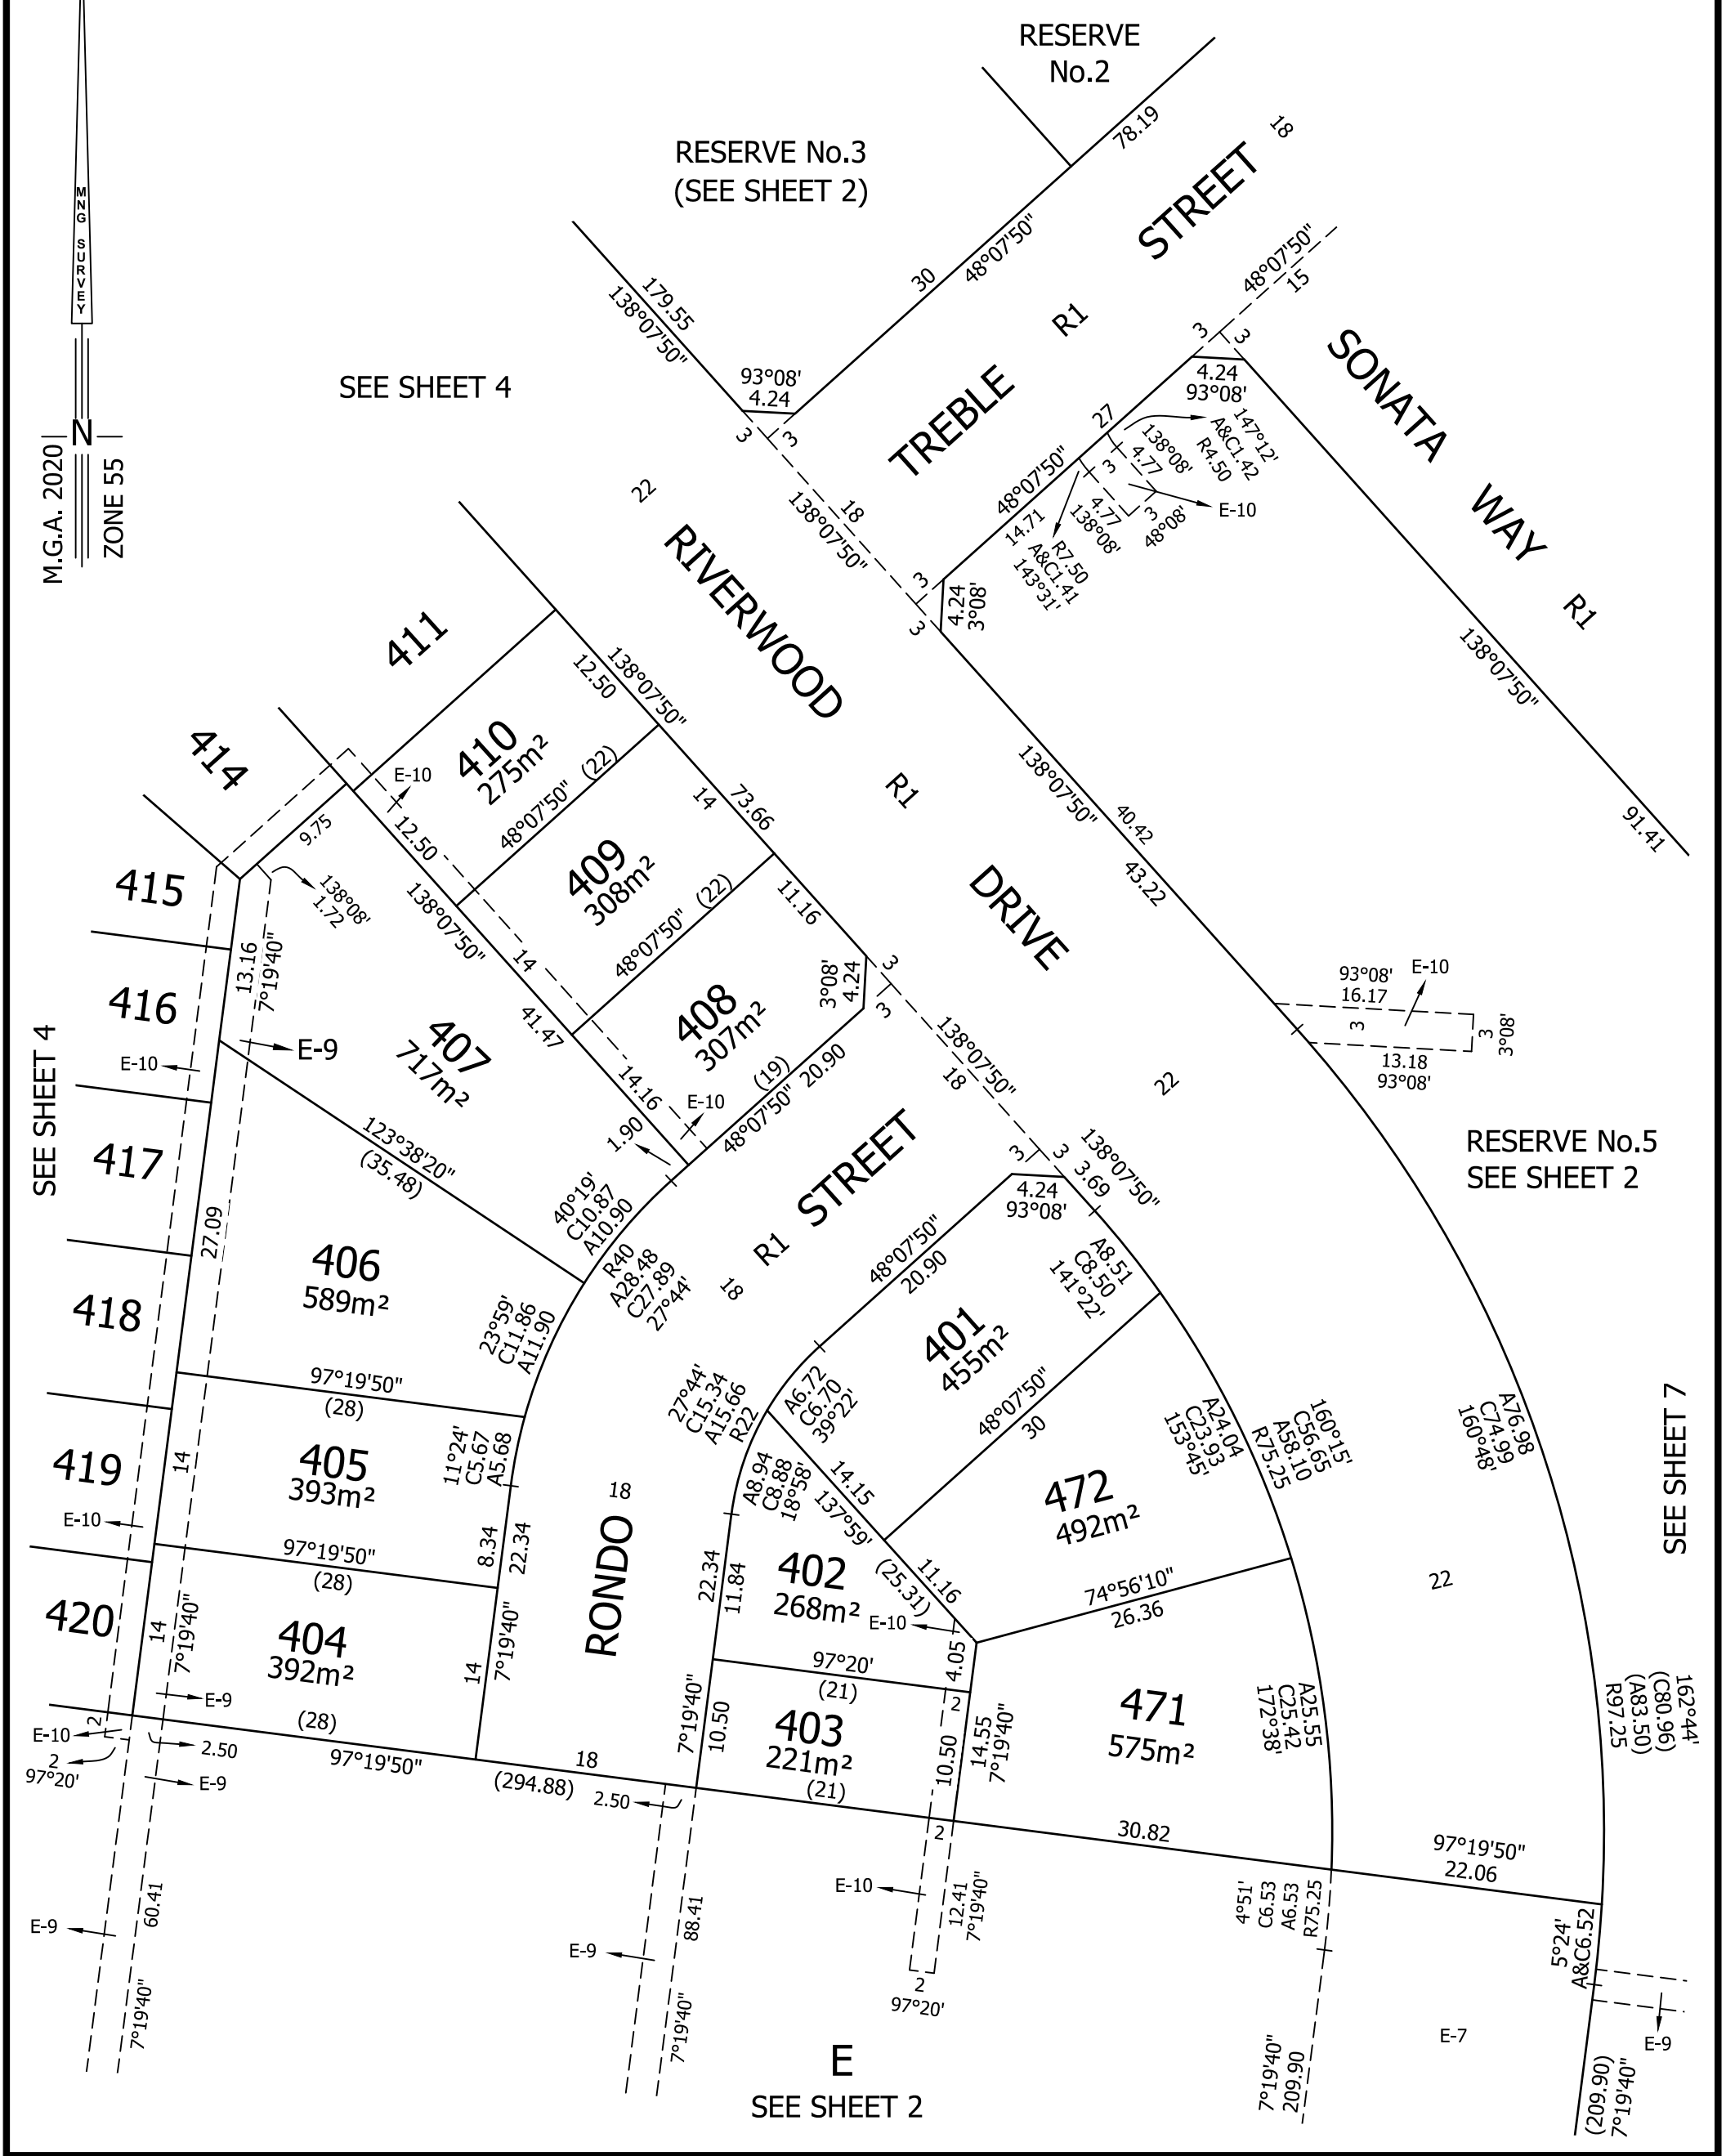 RESERVE
No.2
78.19
18
RESERVE No.3
(SEE SHEET 2)
STREET
30
48°07'50"
48°07'50"
15
MNG SURVEY
179.55
138°07'50"
R1
3
3
SONATA
WAY
R1
SEE SHEET 4
93°08'
4.24
3
3
TREBLE
4.24
93°08'
27
147°12'
A&C1.42
R4.50
138°08'
4.77
3
48°07'50"
4.77
138°08'
3
48°08'
E-10
14.71
R7.50
A&C1.41
143°31'
N
M.G.A. 2020
ZONE 55
22
18
138°07'50"
RIVERWOOD
3
3
4.24
3°08'
138°07'50"
91.41
411
12.50
138°07'50"
414
410
275m²
E-10
48°07'50" (22)
R1
138°07'50"
9.75
12.50
14
73.66
40.42
43.22
415
138°08'
1.72
138°07'50"
409
308m²
48°07'50" (22)
11.16
DRIVE
13.16
7°19'40"
14
3°08'
4.24
3
3
93°08'
16.17
E-10
3
3
3°08'
13.18
93°08'
416
407
717m²
41.47
408
307m²
138°07'50"
18
SEE SHEET 4
E-10
E-9
14.16
(19)
48°07'50" 20.90
22
417
123°38'20"
(35.48)
1.90
E-10
STREET
R1
3
3
138°07'50"
3.69
RESERVE No.5
SEE SHEET 2
27.09
40°19'
C10.87
A10.90
4.24
93°08'
406
589m²
R40
A28.48
C27.89
27°44'
18
48°07'50"
20.90
A8.51
C8.50
141°22'
418
23°59'
C11.86
A11.90
401
455m²
97°19'50"
(28)
27°44'
C15.34
A15.66
R22
A6.72
C6.70
39°22'
48°07'50"
30
A24.04
C23.93
153°45'
160°15'
C56.65
A58.10
R75.25
A76.98
C74.99
160°48'
SEE SHEET 7
419
14
405
393m²
11°24'
C5.67
A5.68
18
A8.94
C8.88
18°58'
14.15
137°59'
(25.31)
11.16
472
492m²
E-10
97°19'50"
(28)
8.34
22.34
RONDO
22.34
11.84
402
268m²
E-10
74°56'10"
26.36
22
420
14
7°19'40"
404
392m²
14
7°19'40"
97°20'
(21)
4.05
2
E-9
(28)
7°19'40"
10.50
403
221m²
10.50
14.55
7°19'40"
471
575m²
A25.55
C25.42
172°38'
162°44'
(C80.96)
(A83.50)
R97.25
2
E-10
2
97°20'
2.50
E-9
97°19'50"
18
(294.88)
2.50
(21)
2
30.82
97°19'50"
22.06
E-9
60.41
7°19'40"
E-9
88.41
7°19'40"
E-10
12.41
7°19'40"
2
97°20'
4°51'
C6.53
A6.53
R75.25
5°24'
A&C6.52
E-7
E-9
E
SEE SHEET 2
7°19'40"
209.90
(209.90)
7°19'40"